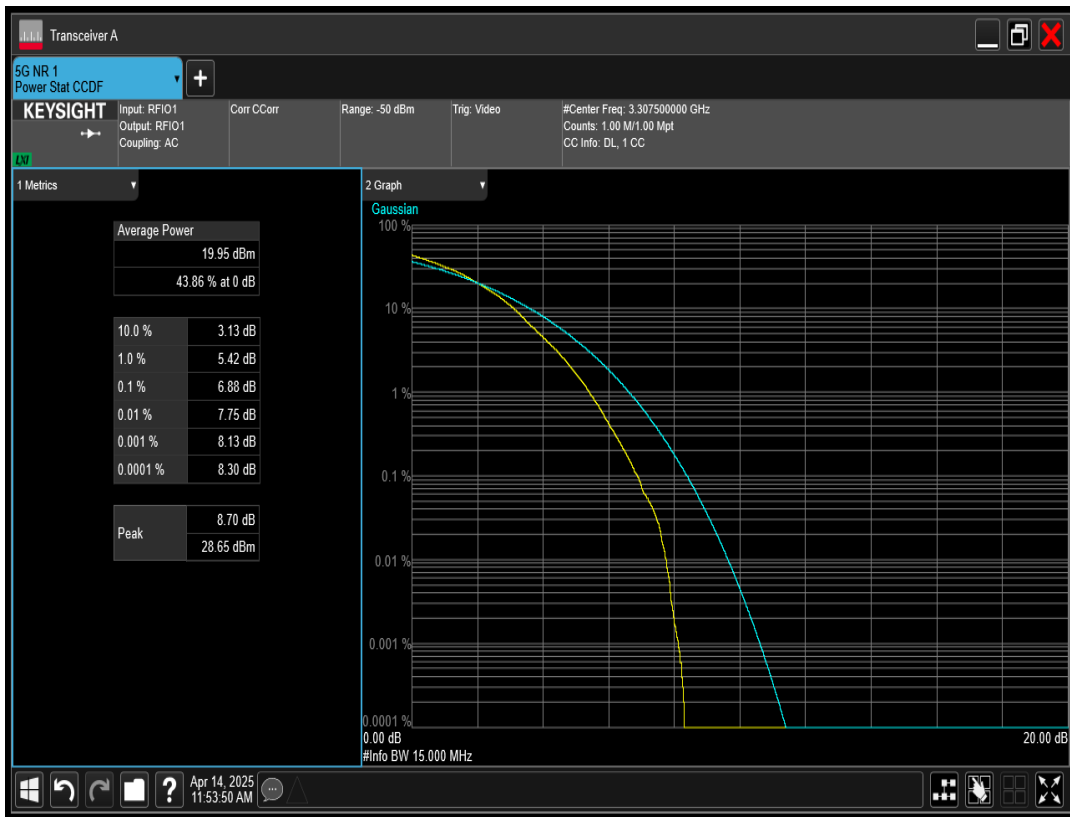 Transceiver A
5G NR 1
Power Stat CCDF
+
KEYSIGHT
LXI
Input: RFIO1
Output: RFIO1
Coupling: AC
Corr CCorr
Range: -50 dBm
Trig: Video
#Center Freq: 3.307500000 GHz
Counts: 1.00 M/1.00 Mpt
CC Info: DL, 1 CC
1 Metrics
Average Power
19.95 dBm
43.86 % at 0 dB
10.0 % 3.13 dB
1.0 % 5.42 dB
0.1 % 6.88 dB
0.01 % 7.75 dB
0.001 % 8.13 dB
0.0001 % 8.30 dB
Peak
8.70 dB
28.65 dBm
2 Graph
Gaussian
100 %
10 %
1 %
0.1 %
0.01 %
0.001 %
0.0001 %
0.00 dB 20.00 dB
#Info BW 15.000 MHz
?
Apr 14, 2025
11:53:50 AM